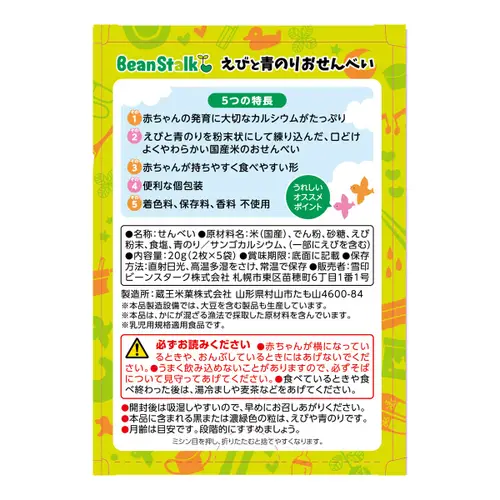 BeanStalk えびと青のりおせんべい
5つの特長
その1 赤ちゃんの発育に大切なカルシウムがたっぷり
その2 えびと青のりを粉末状にして練り込んだ、口どけ
よくやわらかい国産米のおせんべい
その3 赤ちゃんが持ちやすく食べやすい形
その4 便利な個包装
その5 着色料、保存料、香料 不使用
うれしい
オススメ
ポイント
●名称:せんべい ●原材料名:米(国産)、でん粉、砂糖、えび
粉末、食塩、青のり/サンゴカルシウム、(一部にえびを含む)
●内容量:20g(2枚×5袋) ●賞味期限:底面に記載 ●保存
方法:直射日光、高温多湿をさけ、常温で保存 ●販売者:雪印
ビーンスターク株式会社 札幌市東区苗穂町6丁目1番1号
製造所:蔵王米菓株式会社 山形県村山市たも山4600-84
※本品製造設備では、大豆を含む製品も生産しています。
※本品は、かにが混ざる漁法で採取した原材料を含んでいます。
※乳児用規格適用食品です。
必ずお読みください ●赤ちゃんが横になってい
るときや、おんぶしているときにはあげないでくだ
さい。●うまく飲み込めないことがありますので、必ずそば
について見守ってあげてください。●食べているときや食
べ終わった後は、湯冷ましや麦茶などをあげてください。
●開封後は吸湿しやすいので、早めにお召しあがりください。
●本品に含まれる黒または濃緑色の粒は、えびや青のりです。
●月齢は目安です。段階的にすすめましょう。
ミシン目を押し、折りたたむと捨てやすくなります。